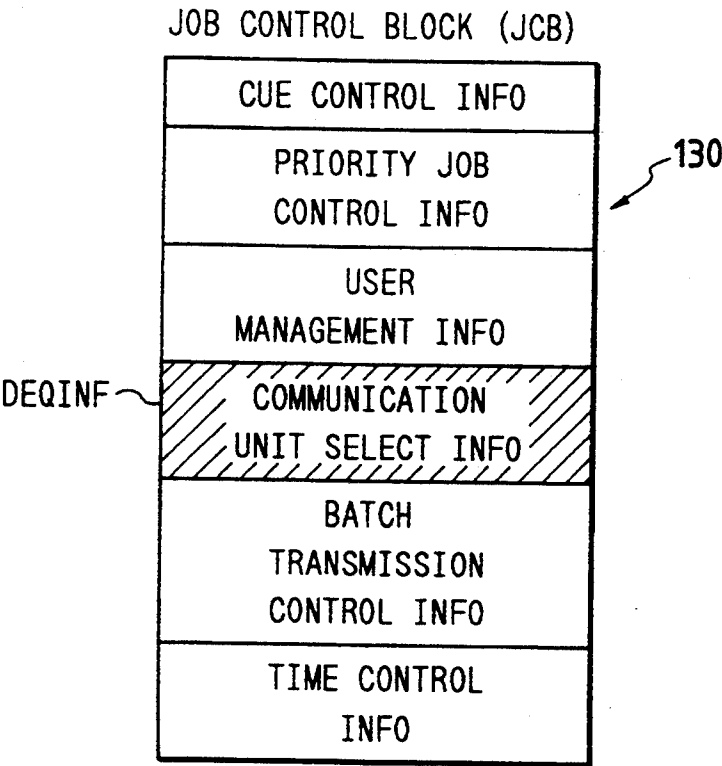 JOB CONTROL BLOCK (JCB)
CUE CONTROL INFO
PRIORITY JOB
CONTROL INFO
130
USER
MANAGEMENT INFO
DEQINF
COMMUNICATION
UNIT SELECT INFO
BATCH
TRANSMISSION
CONTROL INFO
TIME CONTROL
INFO